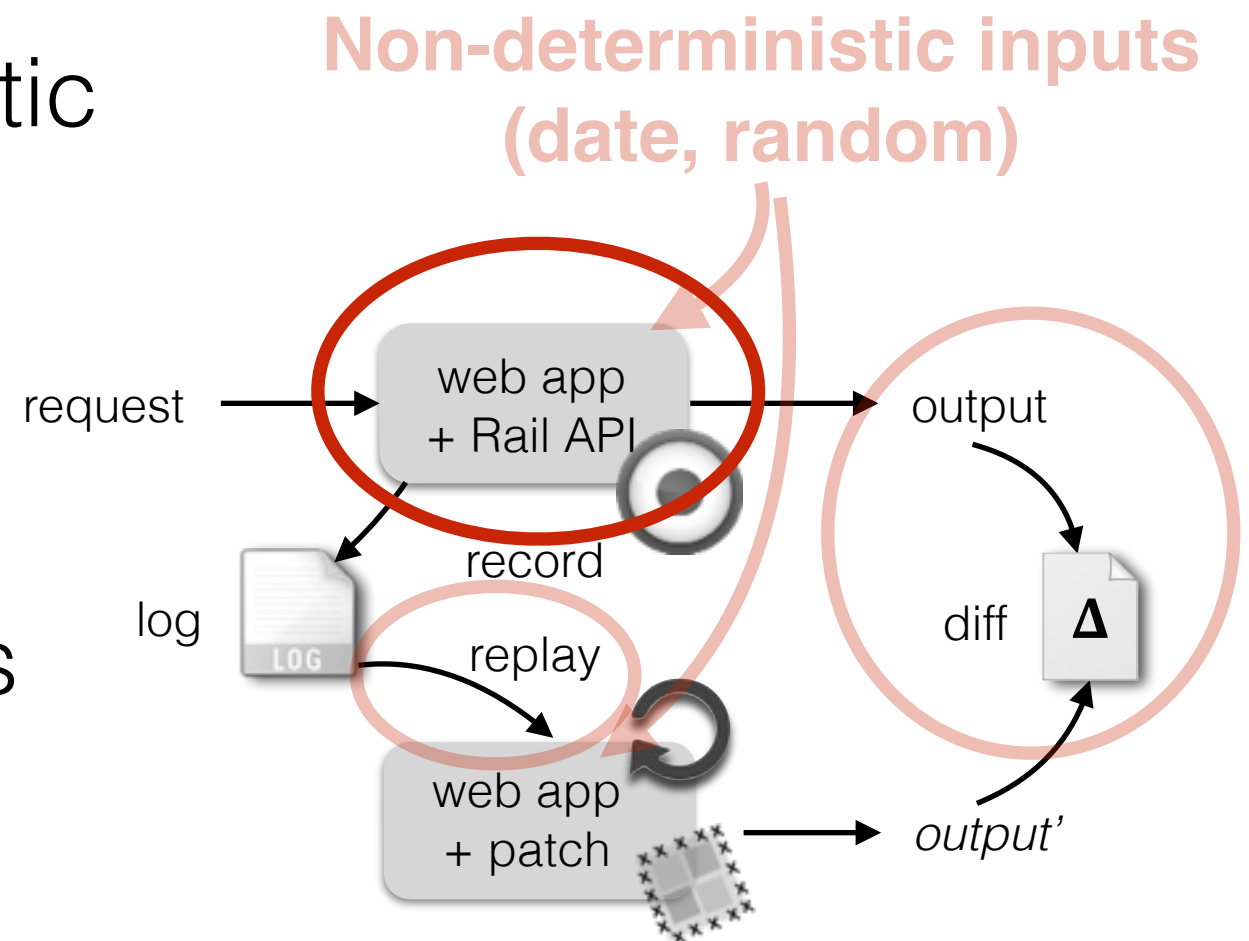 Non-deterministic inputs
(date, random)
tic
request
web app
+ Rail API
output
record
log
LOG
replay
diff
Δ
s
web app
+ patch
output’